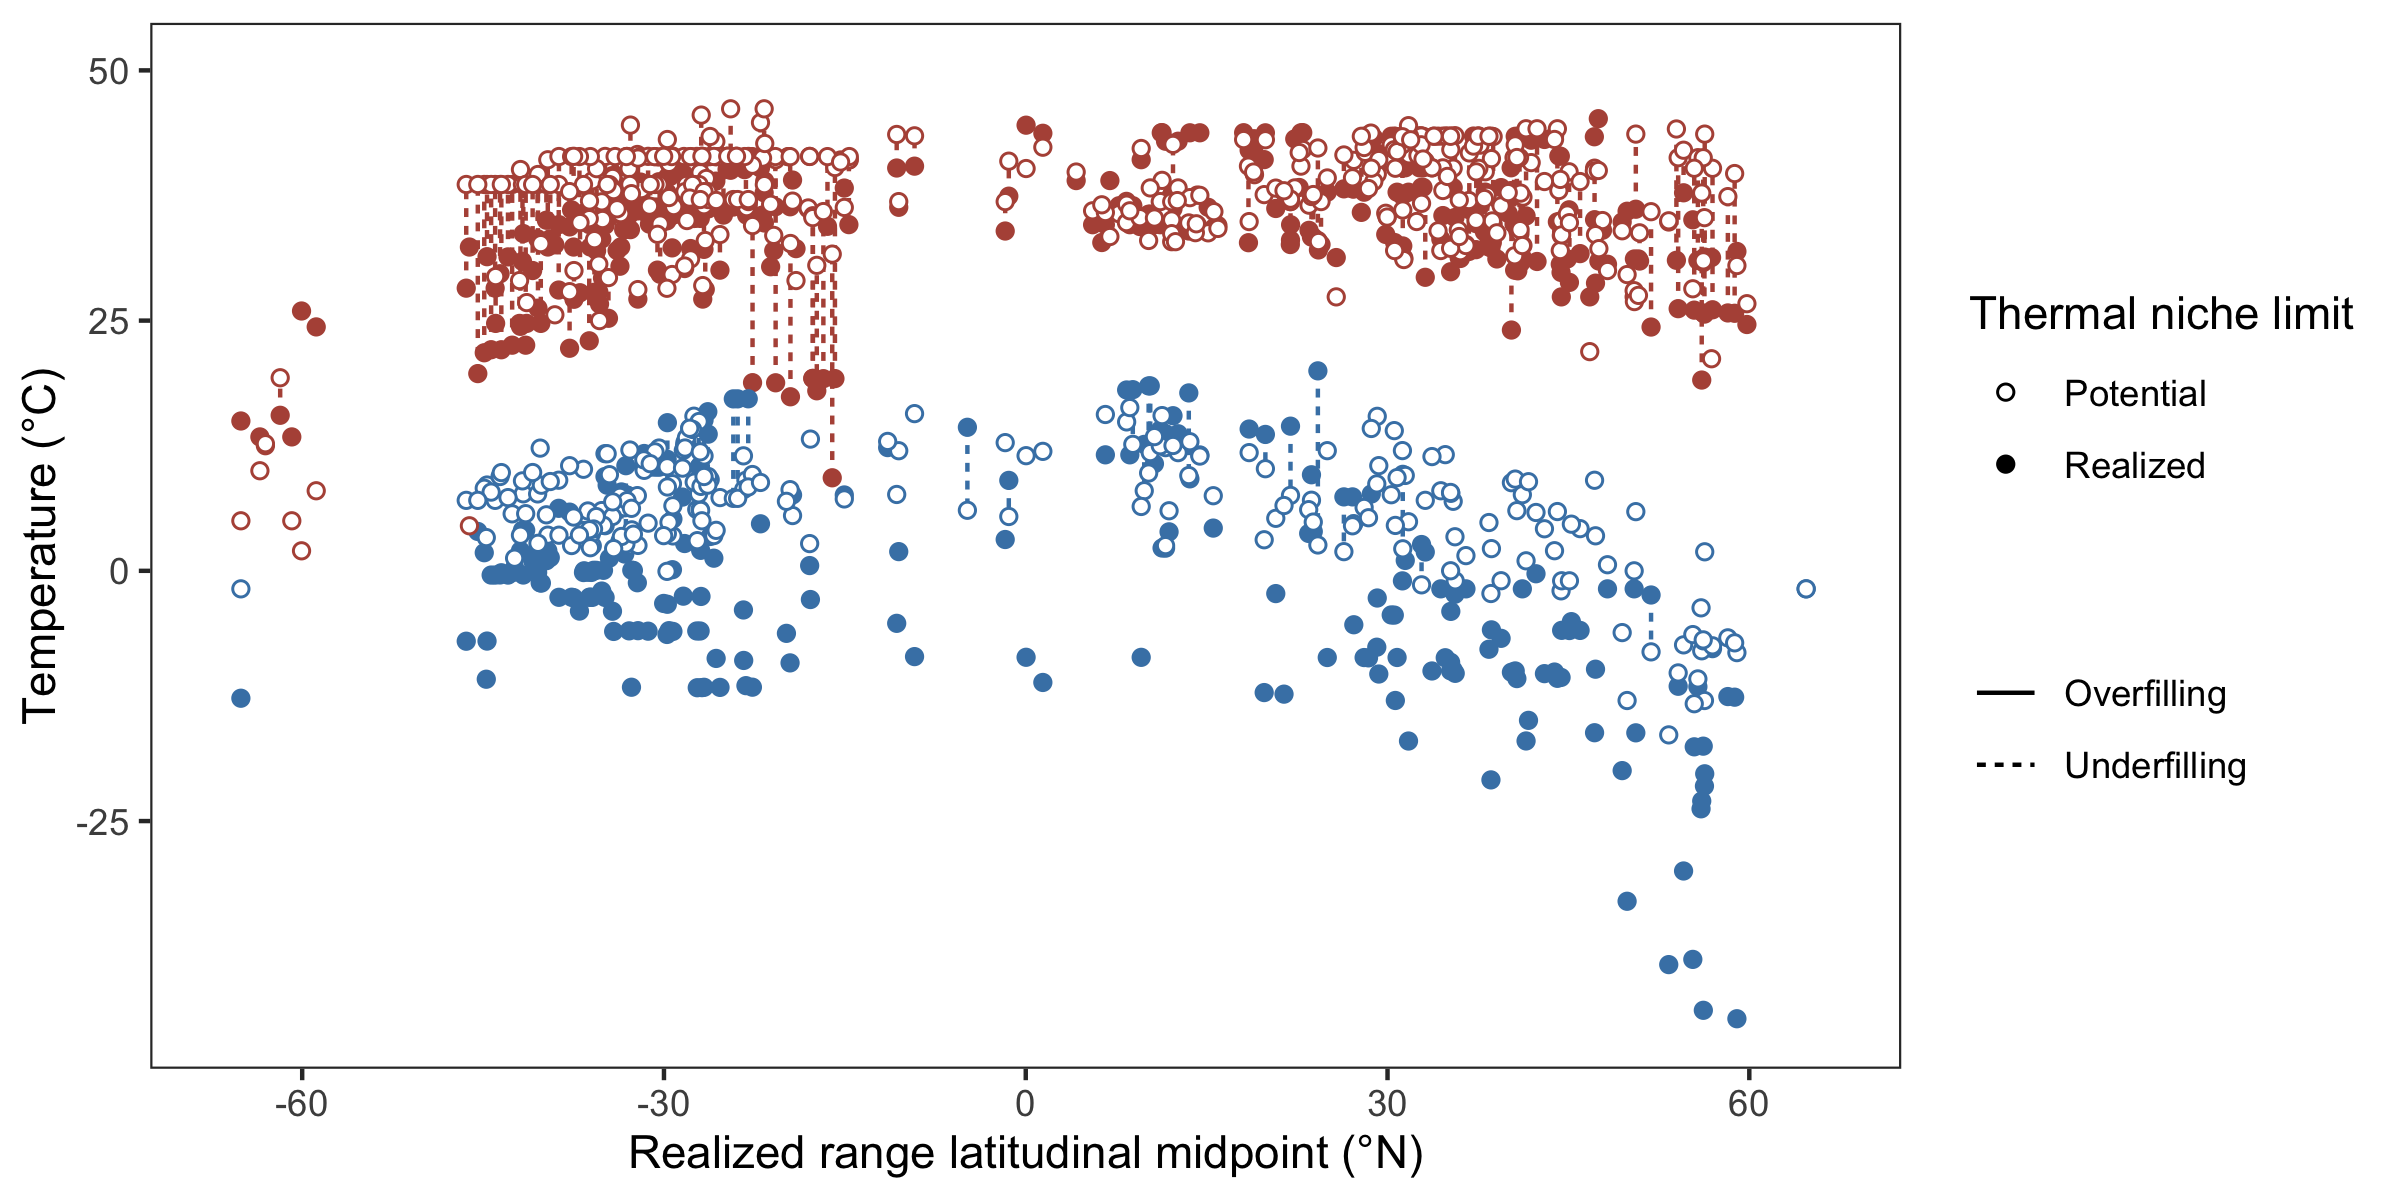 50
25
0
-25
Temperature (°C)
-60
-30
0
30
60
Realized range latitudinal midpoint (°N)
Thermal niche limit
Potential
Realized
Overfilling
Underfilling